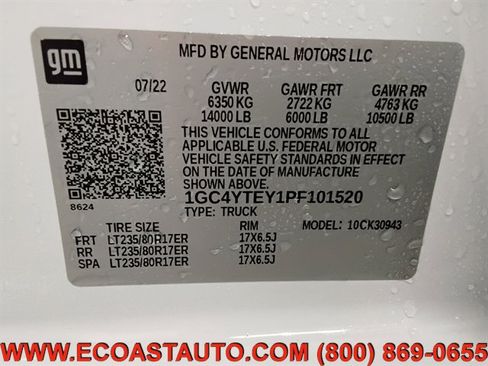 gm
MFD BY GENERAL MOTORS LLC
07/22 GVWR GAWR FRT GAWR RR
6350 KG 2722 KG 4763 KG
14000 LB 6000 LB 10500 LB
THIS VEHICLE CONFORMS TO ALL
APPLICABLE U.S. FEDERAL MOTOR
VEHICLE SAFETY STANDARDS IN EFFECT
ON THE DATE OF MANUFACTURE
SHOWN ABOVE.
1GC4YTEY1PF101520
8624
TYPE: TRUCK MODEL: 10CK30943
TIRE SIZE RIM
FRT LT235/80R17ER 17X6.5J
RR LT235/80R17ER 17X6.5J
SPA LT235/80R17ER 17X6.5J
WWW.ECOASTAUTO.COM (800) 869-0655